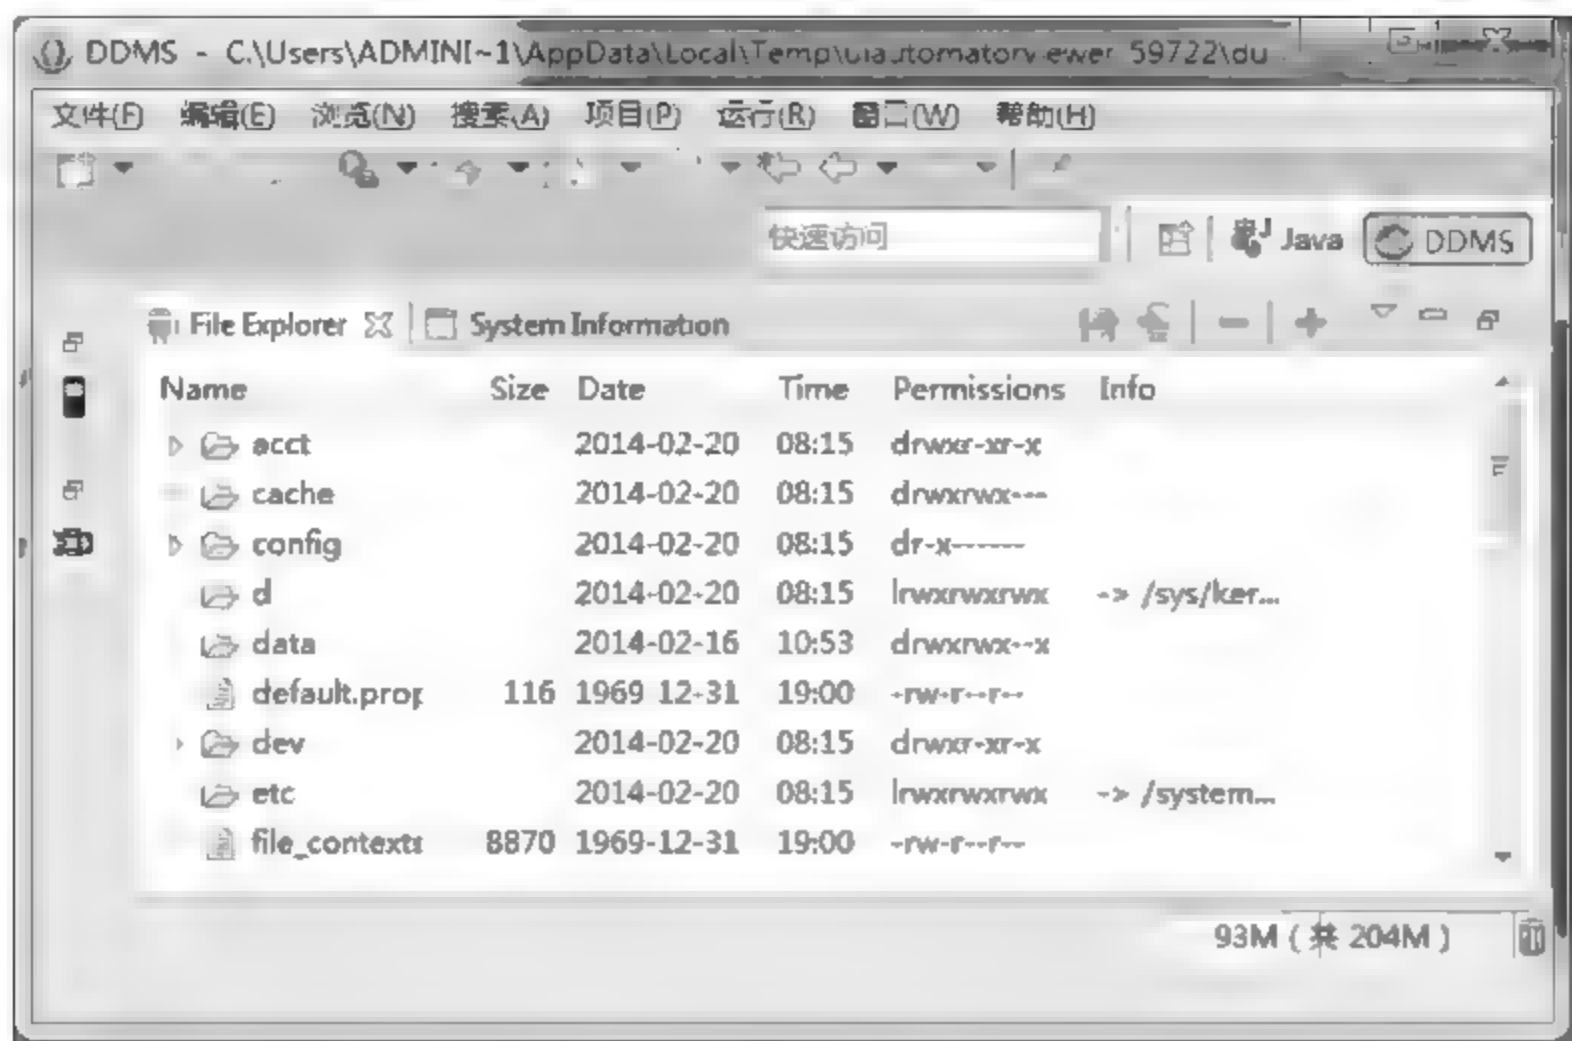 DDMS - C:\Users\ADMINI~1\AppData\Local\Temp\uiautomatorviewer_59722\du
文件(F) 编辑(E) 浏览(N) 搜索(A) 项目(P) 运行(R) 窗口(W) 帮助(H)
快速访问 Java DDMS
File Explorer System Information
Name Size Date Time Permissions Info
acct 2014-02-20 08:15 drwxr-xr-x
cache 2014-02-20 08:15 drwxrwx---
config 2014-02-20 08:15 dr-x------
d 2014-02-20 08:15 lrwxrwxrwx -> /sys/ker...
data 2014-02-16 10:53 drwxrwx--x
default.prop 116 1969-12-31 19:00 -rw-r--r--
dev 2014-02-20 08:15 drwxr-xr-x
etc 2014-02-20 08:15 lrwxrwxrwx -> /system...
file_contexts 8870 1969-12-31 19:00 -rw-r--r--
93M ( 共 204M )